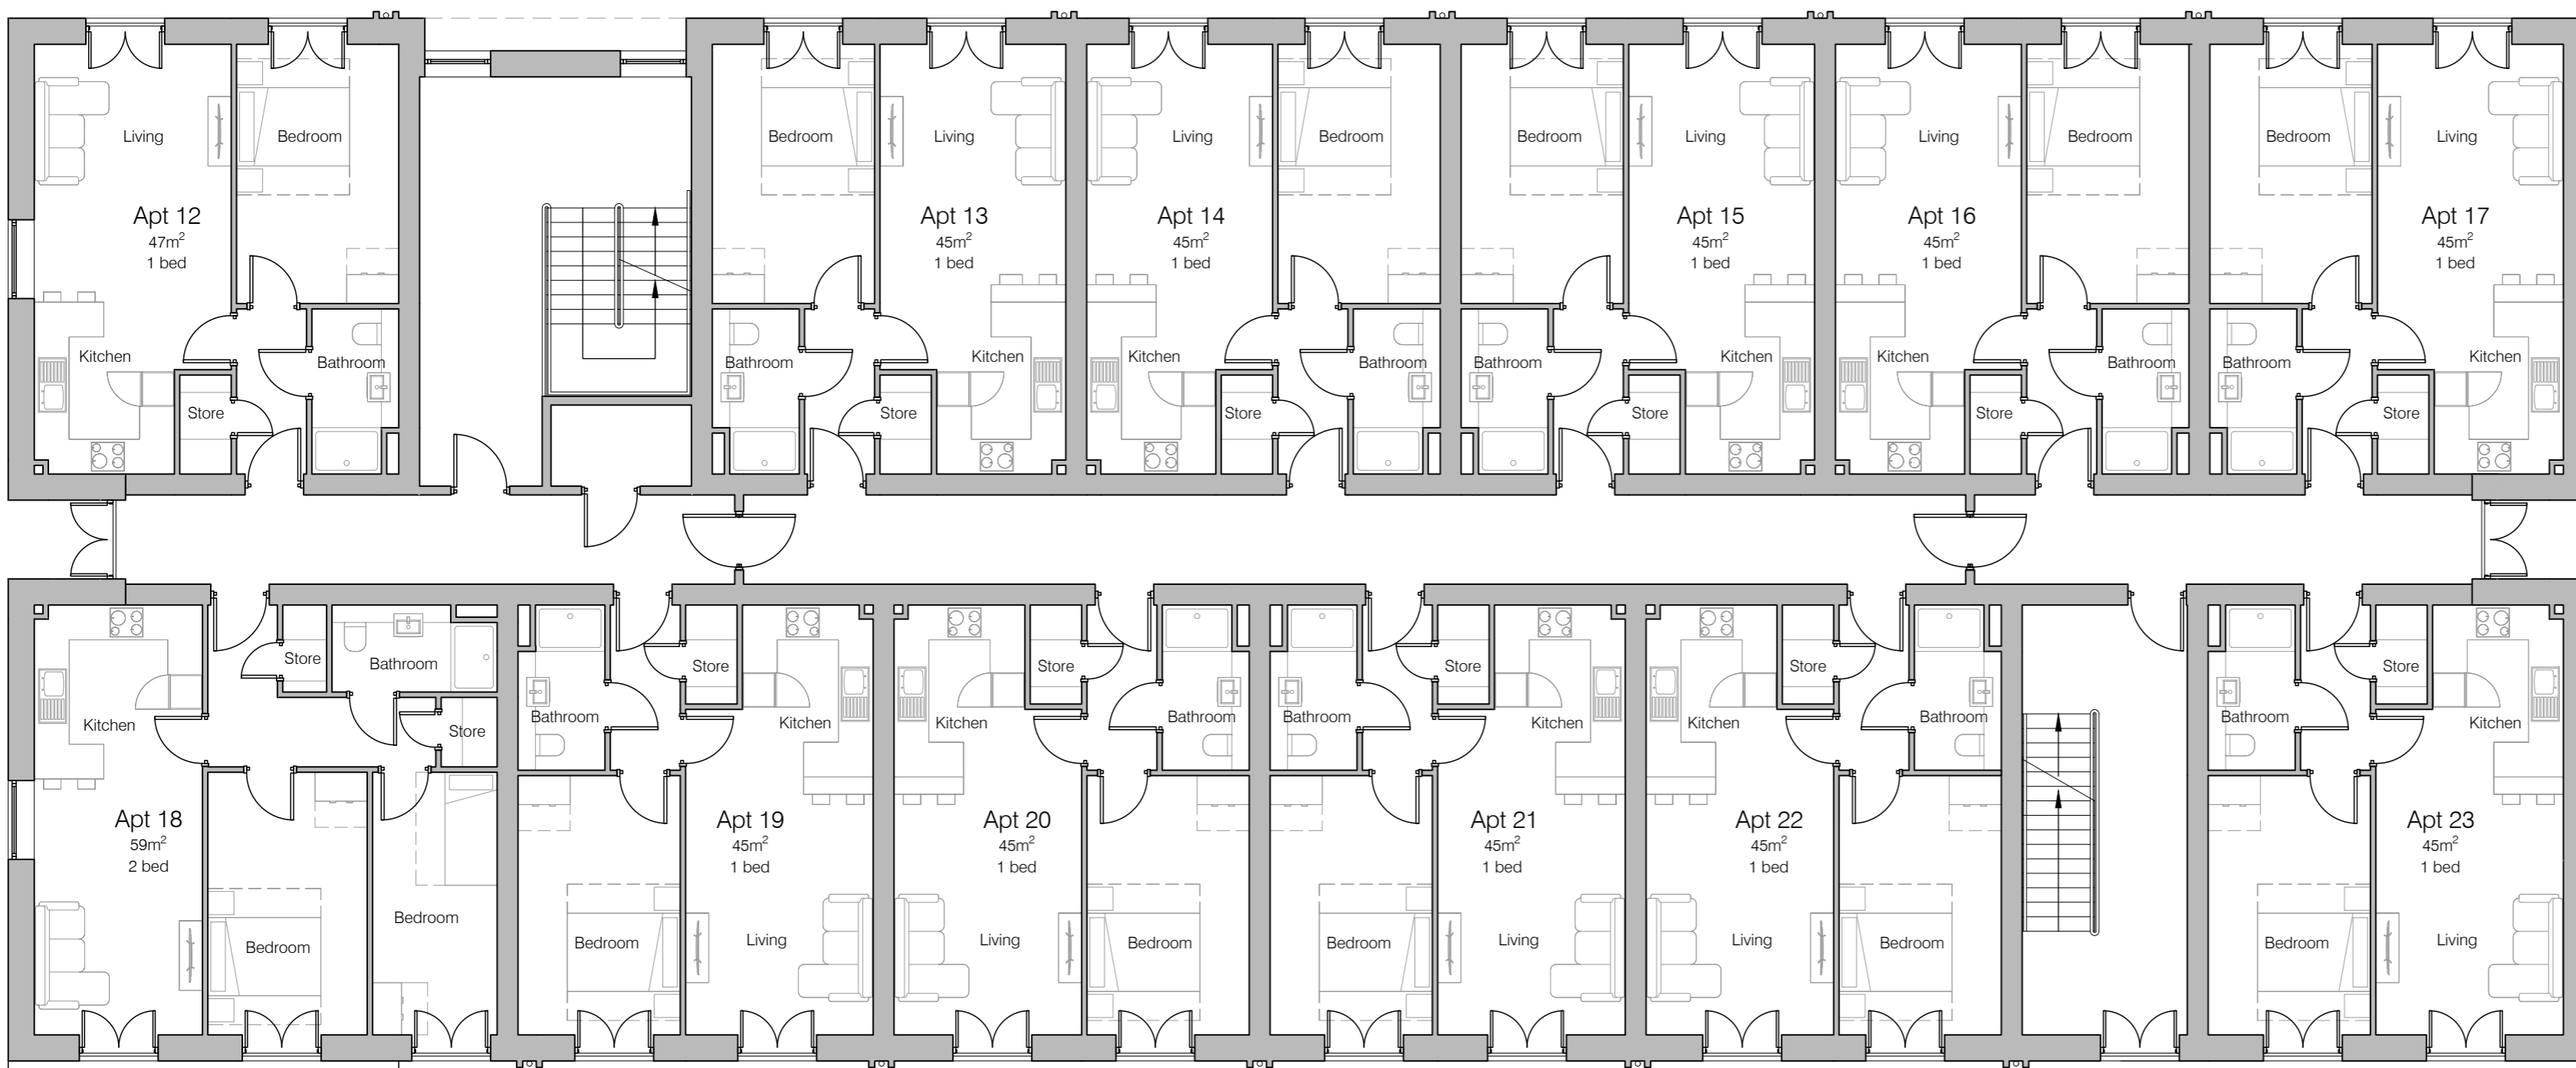 Living
Bedroom
Apt 12
47m²
1 bed
Kitchen
Bathroom
Store
Bedroom
Living
Apt 13
45m²
1 bed
Bathroom
Kitchen
Store
Living
Bedroom
Apt 14
45m²
1 bed
Kitchen
Bathroom
Store
Bedroom
Living
Apt 15
45m²
1 bed
Bathroom
Kitchen
Store
Living
Bedroom
Apt 16
45m²
1 bed
Kitchen
Bathroom
Store
Bedroom
Living
Apt 17
45m²
1 bed
Bathroom
Kitchen
Store
Store
Bathroom
Kitchen
Store
Apt 18
59m²
2 bed
Bedroom
Bedroom
Store
Bathroom
Kitchen
Apt 19
45m²
1 bed
Bedroom
Living
Store
Kitchen
Bathroom
Apt 20
45m²
1 bed
Living
Bedroom
Store
Bathroom
Kitchen
Apt 21
45m²
1 bed
Bedroom
Living
Store
Kitchen
Bathroom
Apt 22
45m²
1 bed
Living
Bedroom
Store
Bathroom
Kitchen
Apt 23
45m²
1 bed
Bedroom
Living